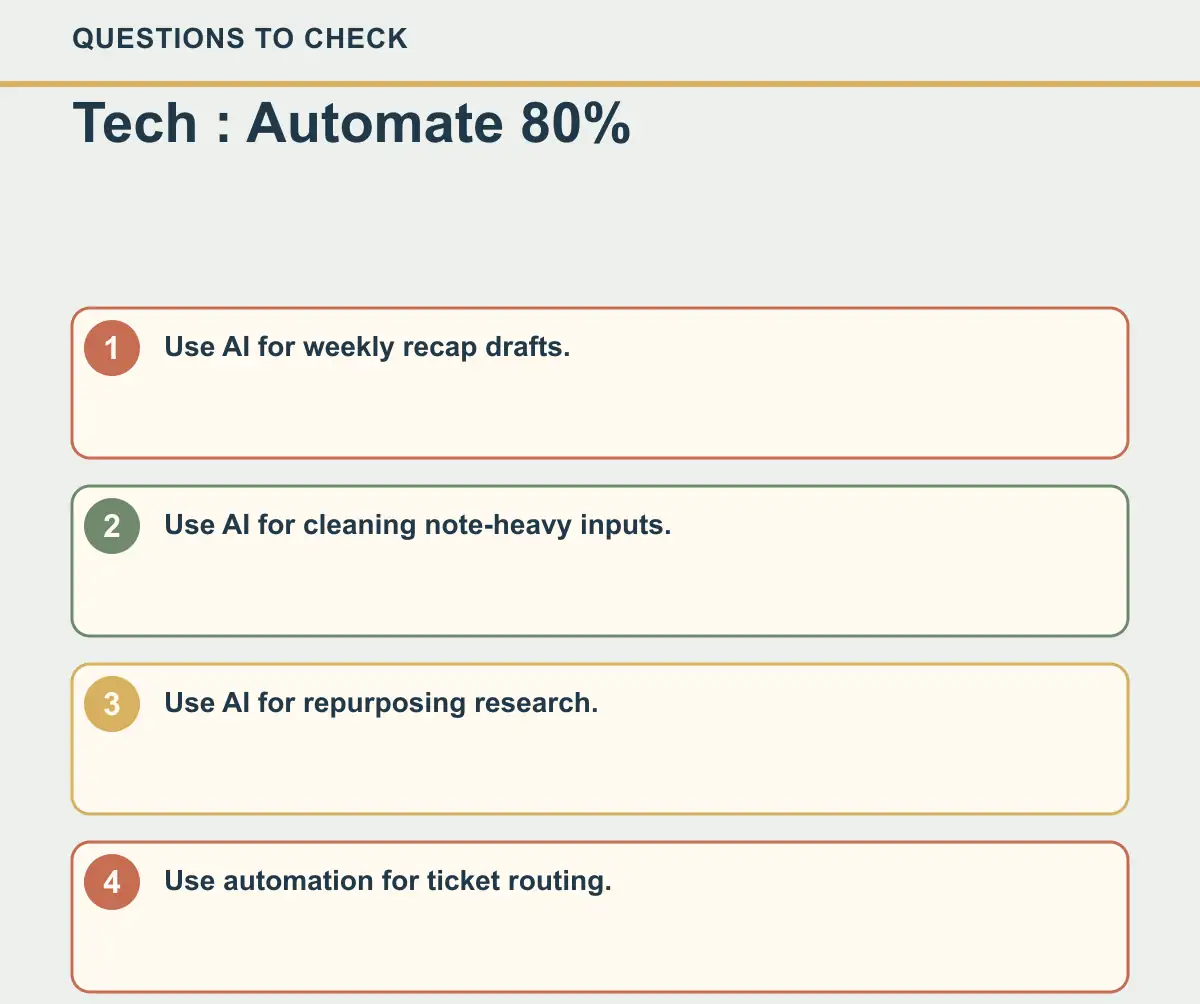 QUESTIONS TO CHECK
Tech : Automate 80%
1 Use AI for weekly recap drafts.
2 Use AI for cleaning note-heavy inputs.
3 Use AI for repurposing research.
4 Use automation for ticket routing.